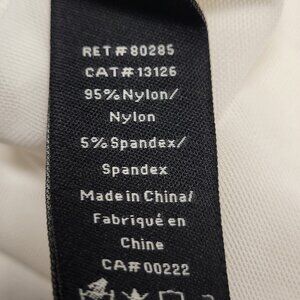 RET#80285
CAT#13126
95%Nylon/
Nylon
5%Spandex/
Spandex
Made in China/
Fabriqué en
Chine
CA#00222